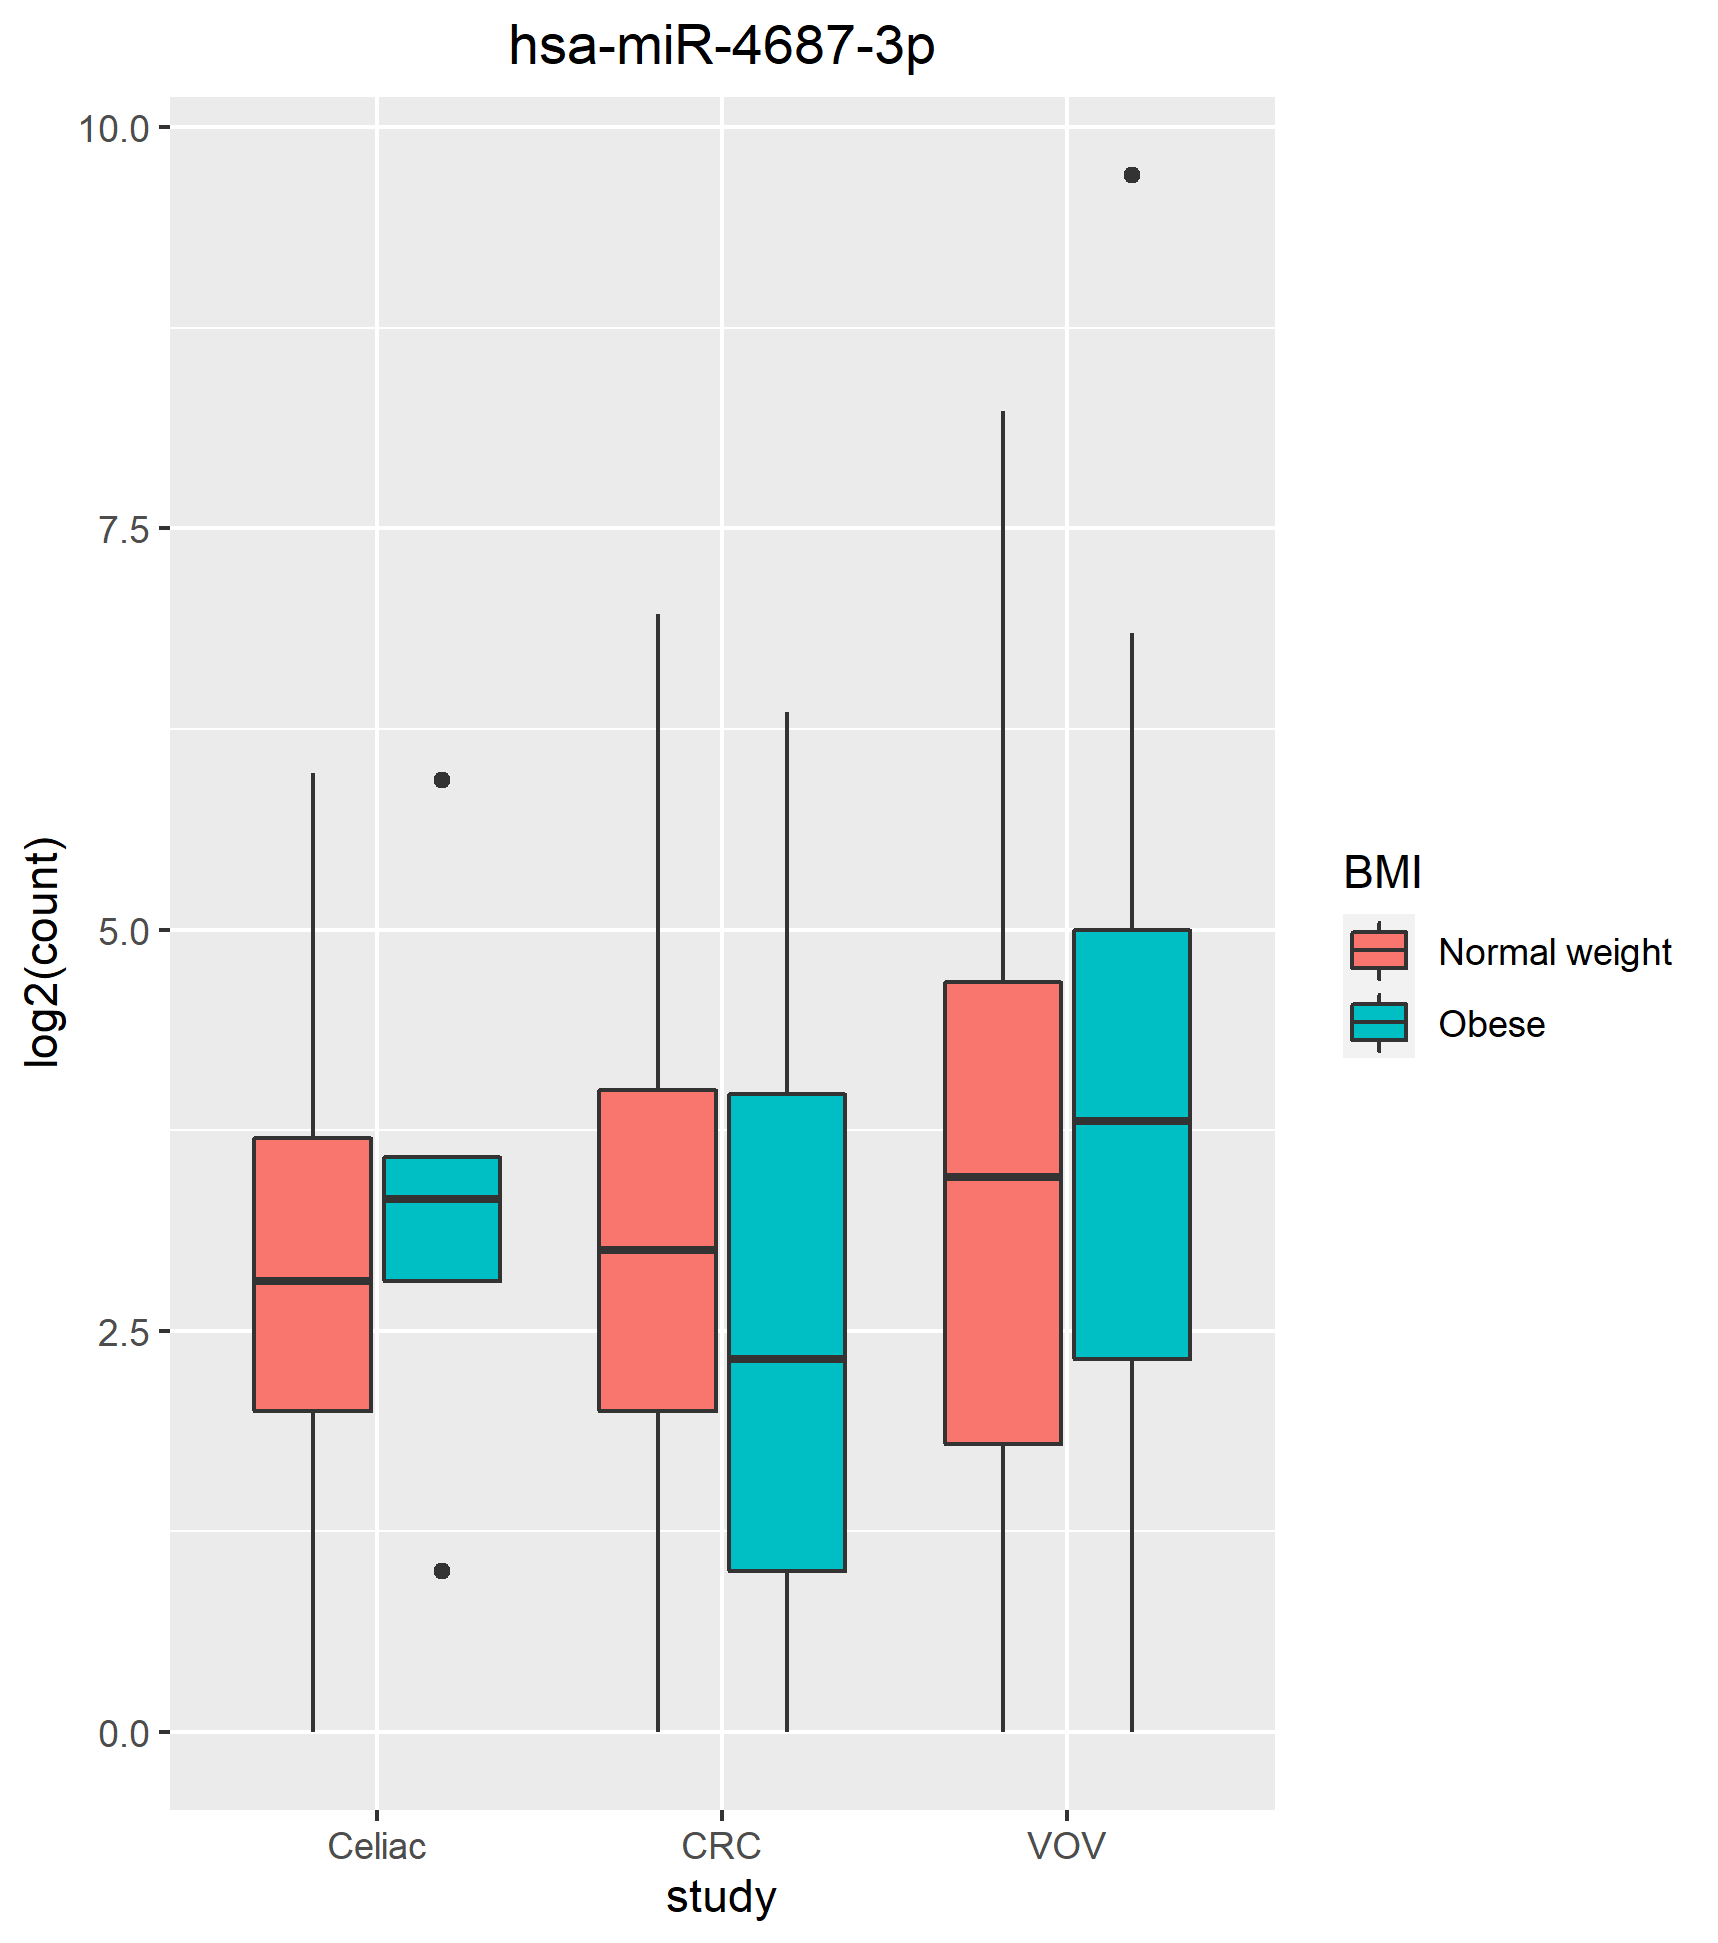 hsa-miR-4687-3p
10.0
7.5
5.0
2.5
0.0
log2(count)
Celiac
CRC
VOV
study
BMI
Normal weight
Obese